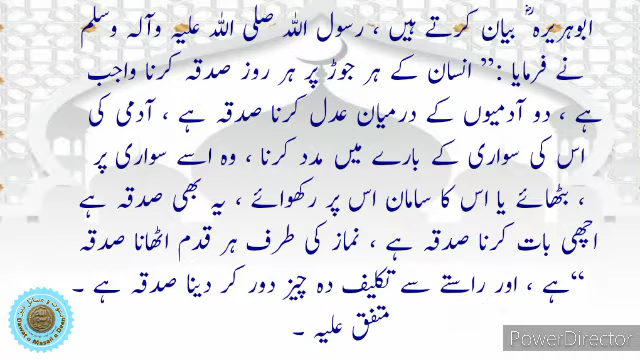 ابوہریرہؓ بیان کرتے ہیں ، رسول اللہ صلی اللہ علیہ وآلہ وسلم
نے فرمایا :” انسان کے ہر جوڑ پر ہر روز صدقہ کرنا واجب
ہے ، دو آدمیوں کے درمیان عدل کرنا صدقہ ہے ، آدمی کی
اس کی سواری کے بارے میں مدد کرنا ، وہ اسے سواری پر
بٹھائے یا اس کا سامان اس پر رکھوائے ، یہ بھی صدقہ ہے ،
اچھی بات کرنا صدقہ ہے ، نماز کی طرف ہر قدم اٹھانا صدقہ
ہے ، اور راستے سے تکلیف دہ چیز دور کر دینا صدقہ ہے ۔“
متفق علیہ ۔
Dawat o Masail e Deen
PowerDirector